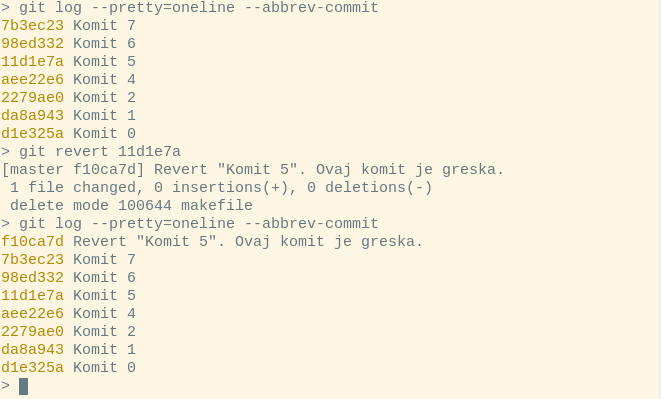 > git log --pretty=oneline --abbrev-commit
7b3ec23 Komit 7
98ed332 Komit 6
11d1e7a Komit 5
aee22e6 Komit 4
2279ae0 Komit 2
da8a943 Komit 1
d1e325a Komit 0
> git revert 11d1e7a
[master f10ca7d] Revert "Komit 5". Ovaj komit je greska.
 1 file changed, 0 insertions(+), 0 deletions(-)
 delete mode 100644 makefile
> git log --pretty=oneline --abbrev-commit
f10ca7d Revert "Komit 5". Ovaj komit je greska.
7b3ec23 Komit 7
98ed332 Komit 6
11d1e7a Komit 5
aee22e6 Komit 4
2279ae0 Komit 2
da8a943 Komit 1
d1e325a Komit 0
>